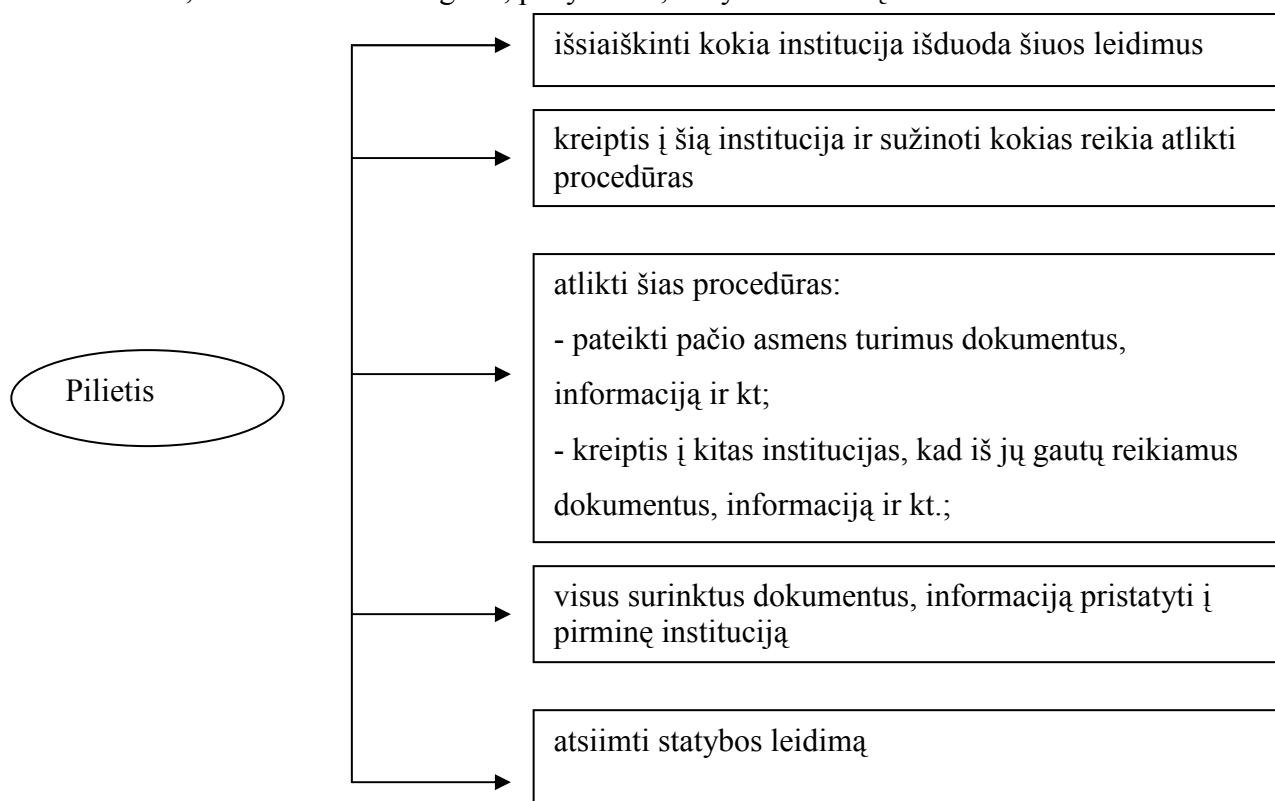 išsiaiškinti kokia institucija išduoda šiuos leidimus
kreiptis į šią institucija ir sužinoti kokias reikia atlikti
procedūras
atlikti šias procedūras:
- pateikti pačio asmens turimus dokumentus,
informaciją ir kt;
- kreiptis į kitas institucijas, kad iš jų gautų reikiamus
dokumentus, informaciją ir kt.;
Pilietis
visus surinktus dokumentus, informaciją pristatyti į
pirminę instituciją
atsiimti statybos leidimą